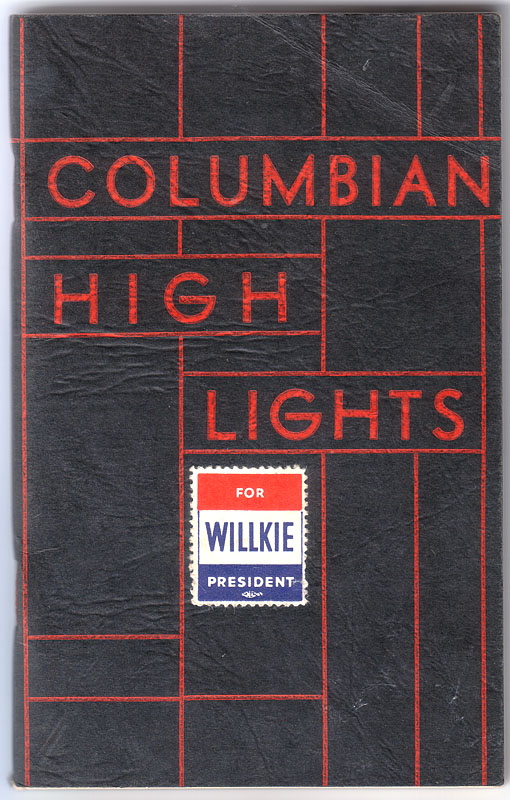 COLUMBIAN
HIGH
LIGHTS
FOR
WILLKIE
PRESIDENT